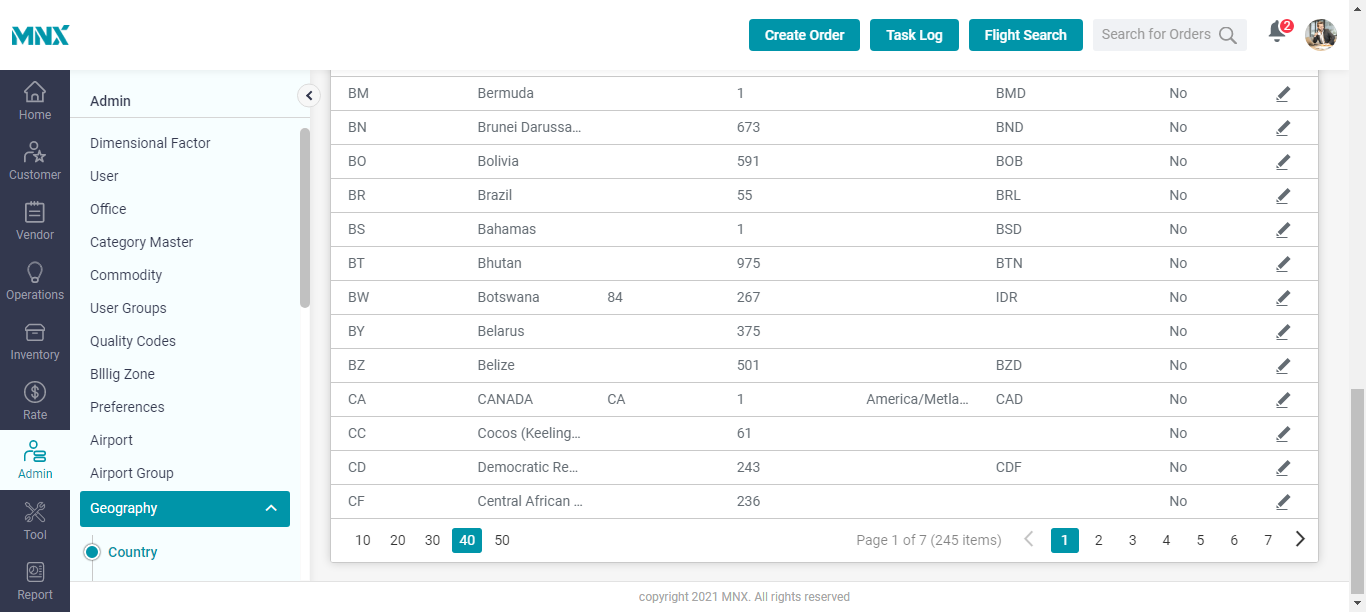 MNX
Create Order
Task Log
Flight Search
Search for Orders
2
Home
Customer
Vendor
Operations
Inventory
Rate
Admin
Tool
Report
Admin
Dimensional Factor
User
Office
Category Master
Commodity
User Groups
Quality Codes
Blllig Zone
Preferences
Airport
Airport Group
Geography
Country
BM Bermuda 1 BMD No
BN Brunei Darussa... 673 BND No
BO Bolivia 591 BOB No
BR Brazil 55 BRL No
BS Bahamas 1 BSD No
BT Bhutan 975 BTN No
BW Botswana 84 267 IDR No
BY Belarus 375 No
BZ Belize 501 BZD No
CA CANADA CA 1 America/Metla... CAD No
CC Cocos (Keeling... 61 No
CD Democratic Re... 243 CDF No
CF Central African ... 236 No
10 20 30 40 50 Page 1 of 7 (245 items) 1 2 3 4 5 6 7
copyright 2021 MNX. All rights reserved